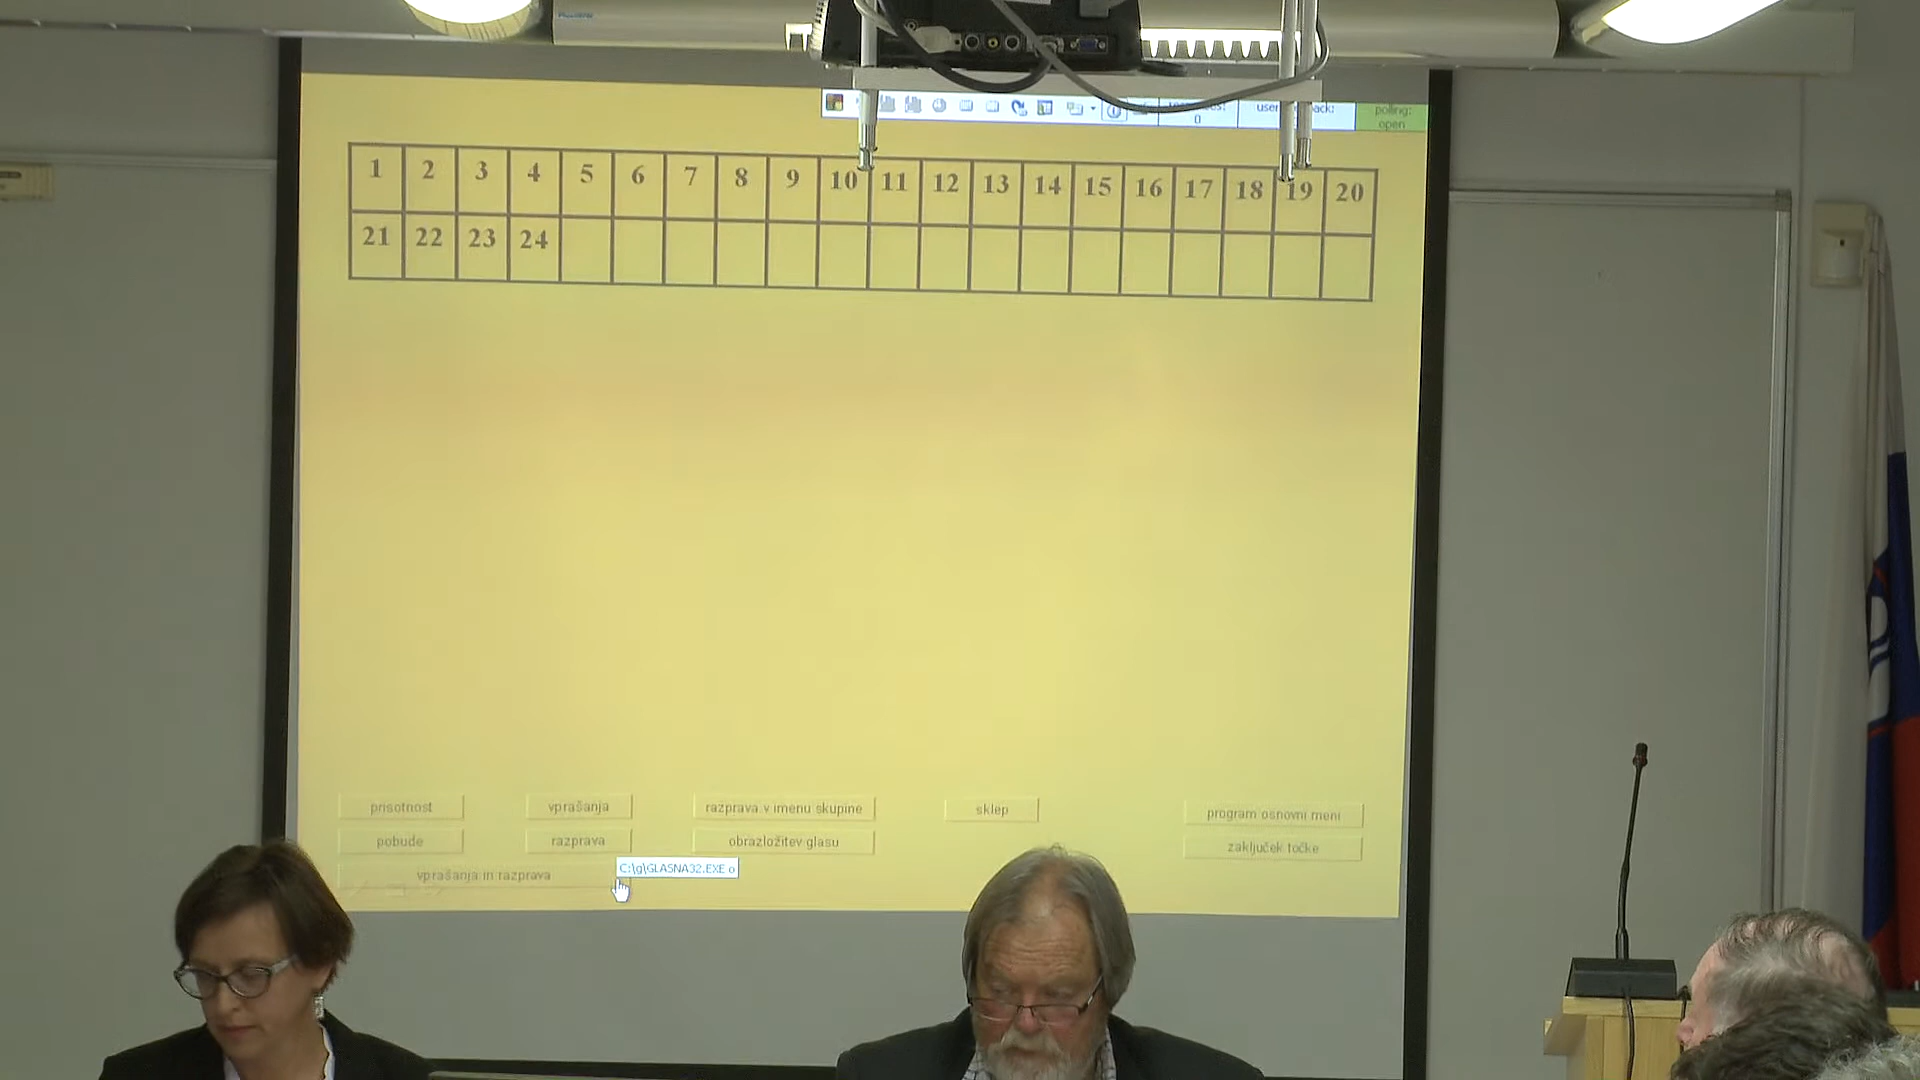 polling:
open
0
1 2 3 4 5 6 7 8 9 10 11 12 13 14 15 16 17 18 19 20
21 22 23 24
prisotnost vprašanja razprava v imenu skupine sklep program osnovni meni
pobude razprava obrazložitev glasu zaključek točke
vprašanja in razprava
C:\g\GLASNA32.EXE o